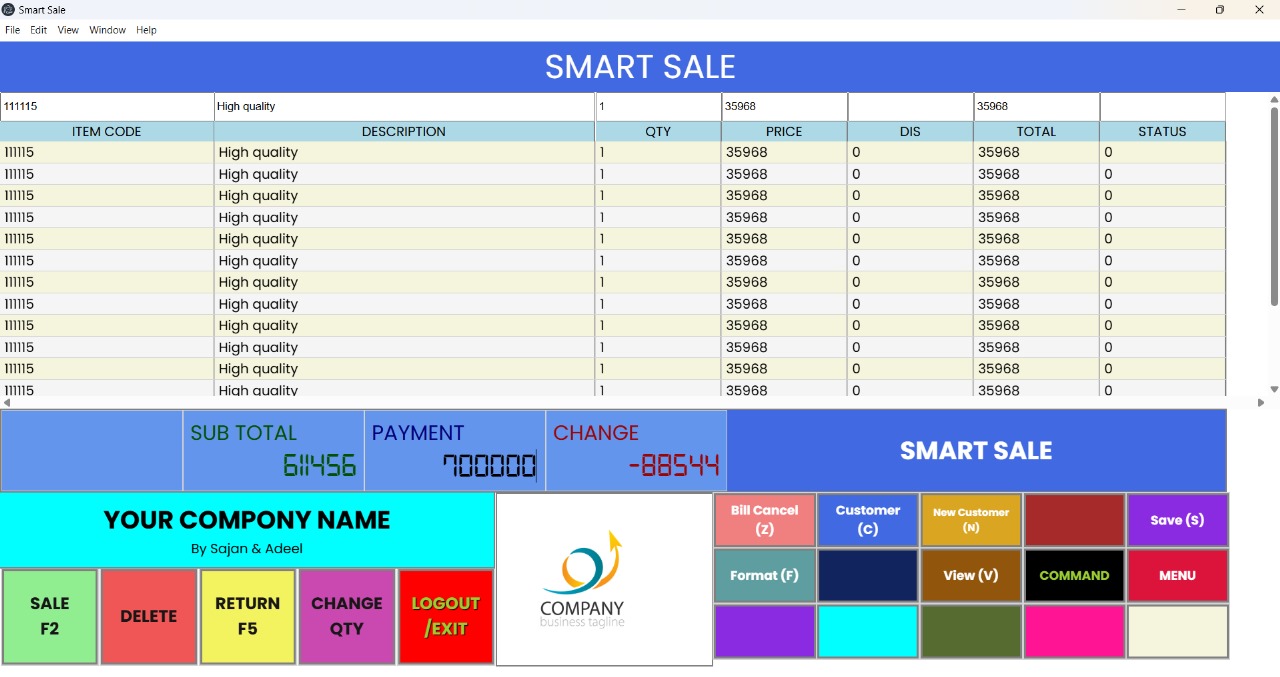 Smart Sale
File Edit View Window Help
SMART SALE
111115 High quality 1 35968 35968
ITEM CODE DESCRIPTION QTY PRICE DIS TOTAL STATUS
111115 High quality 1 35968 0 35968 0
111115 High quality 1 35968 0 35968 0
111115 High quality 1 35968 0 35968 0
111115 High quality 1 35968 0 35968 0
111115 High quality 1 35968 0 35968 0
111115 High quality 1 35968 0 35968 0
111115 High quality 1 35968 0 35968 0
111115 High quality 1 35968 0 35968 0
111115 High quality 1 35968 0 35968 0
111115 High quality 1 35968 0 35968 0
111115 High quality 1 35968 0 35968 0
111115 High quality 1 35968 0 35968 0
SUB TOTAL
611456
PAYMENT
700000
CHANGE
-88544
SMART SALE
YOUR COMPONY NAME
By Sajan & Adeel
SALE
F2
DELETE
RETURN
F5
CHANGE
QTY
LOGOUT
/EXIT
COMPANY
business tagline
Bill Cancel
(Z)
Customer
(C)
New Customer
(N)
Save (S)
Format (F)
View (V)
COMMAND
MENU